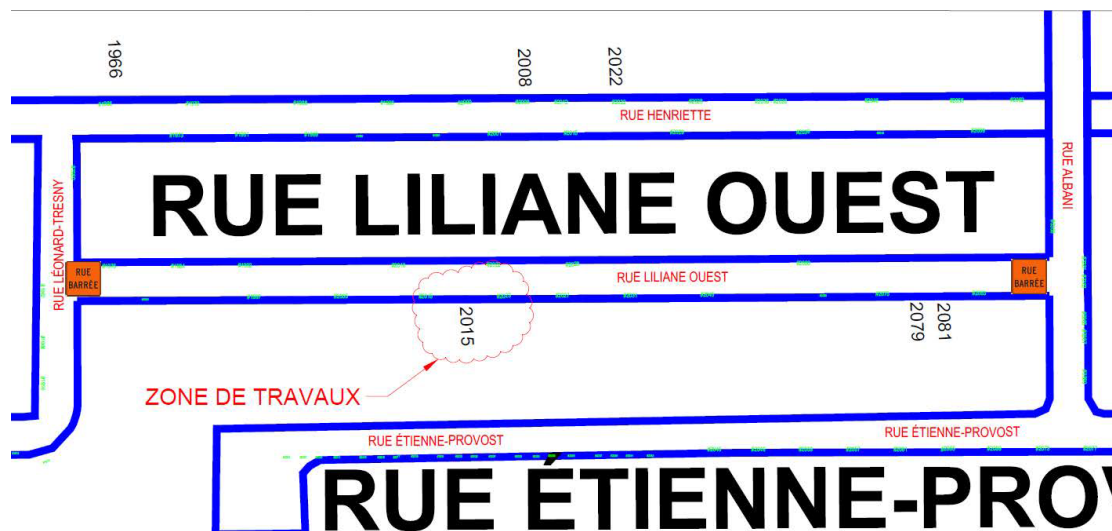 1966
2008
2022
RUE HENRIETTE
RUE LÉONARD-TRESNY
RUE LILIANE OUEST
RUE ALBANI
RUE
BARRÉE
RUE LILIANE OUEST
RUE
BARRÉE
2015
2079
2081
ZONE DE TRAVAUX
RUE ÉTIENNE-PROVOST
RUE ÉTIENNE-PROVOST
RUE ÉTIENNE-PROV